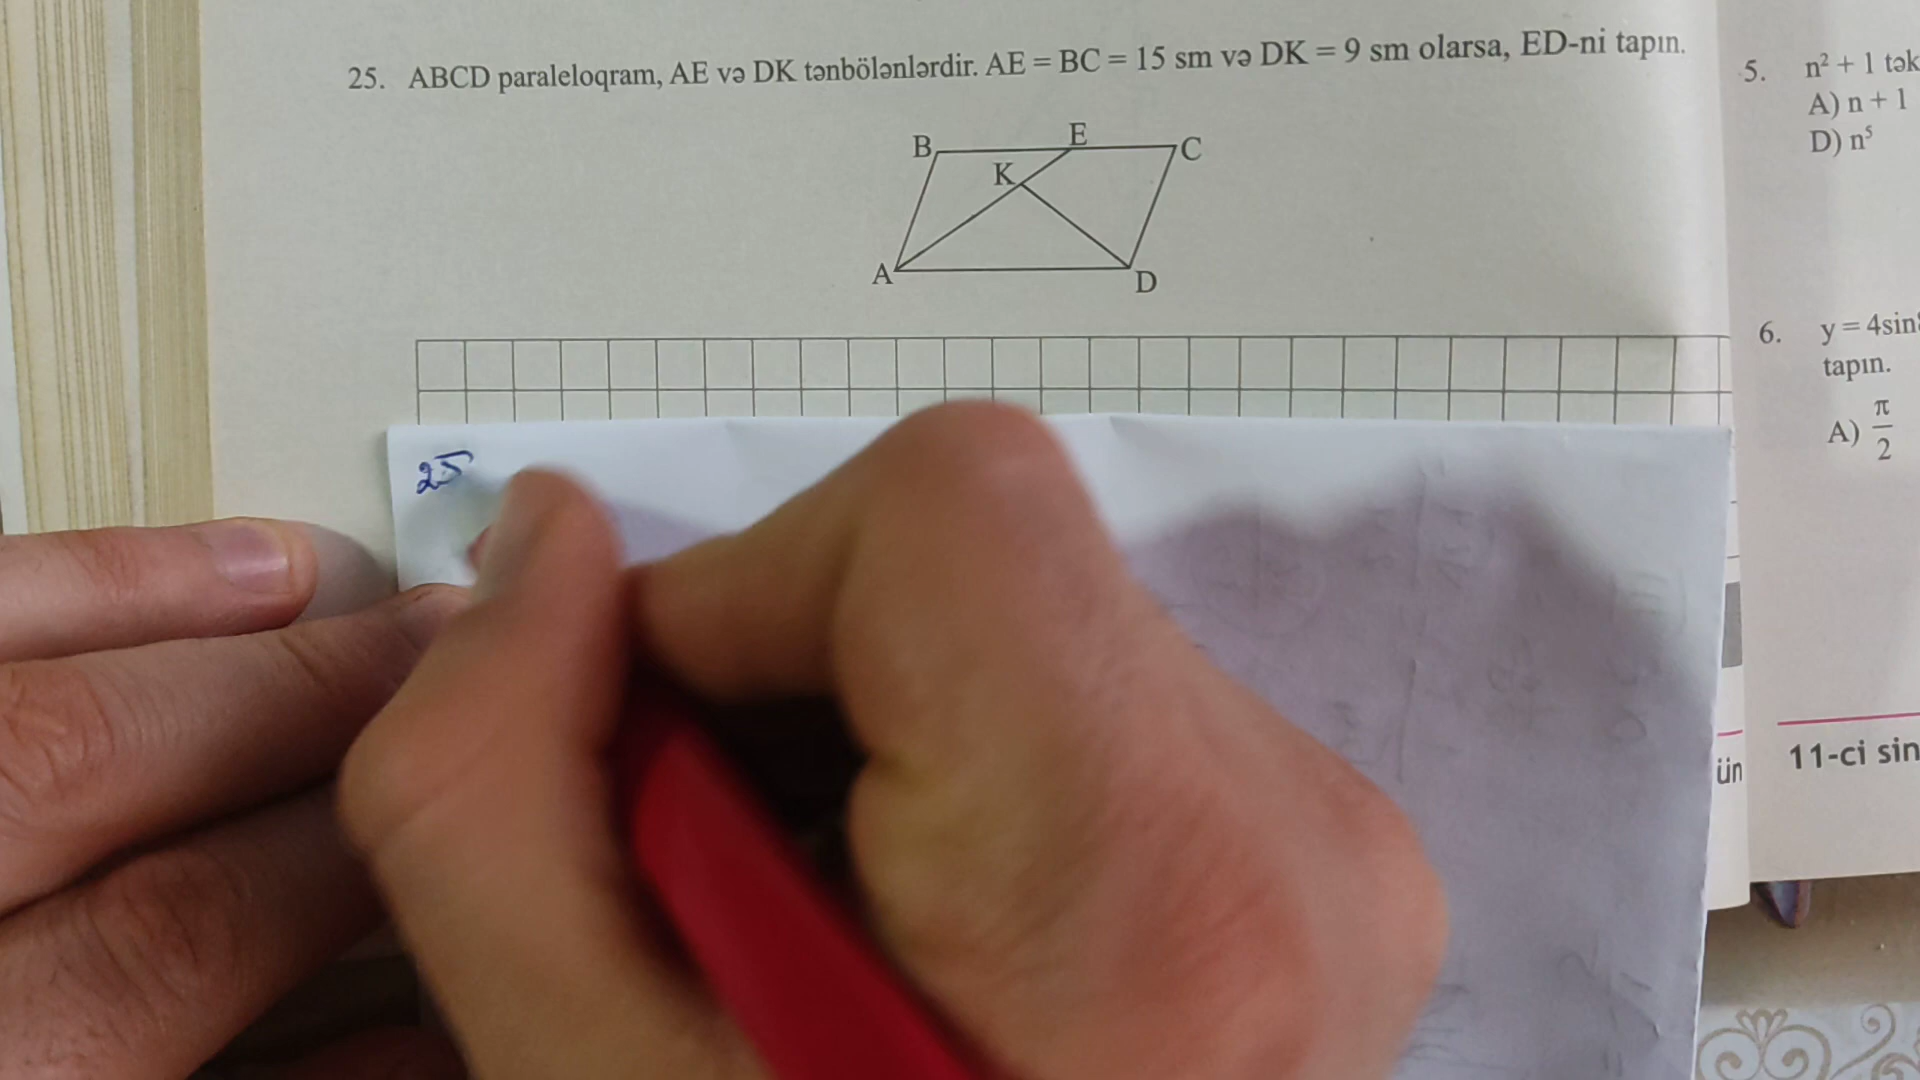 25. ABCD paraleloqram, AE və DK tənbölənlərdir. AE = BC = 15 sm və DK = 9 sm olarsa, ED-ni tapın.
B
E
C
K
A
D
25
5. n² + 1 tək
A) n + 1
D) n⁵
6. y = 4sin
tapın.
A) π/2
ün
11-ci sin